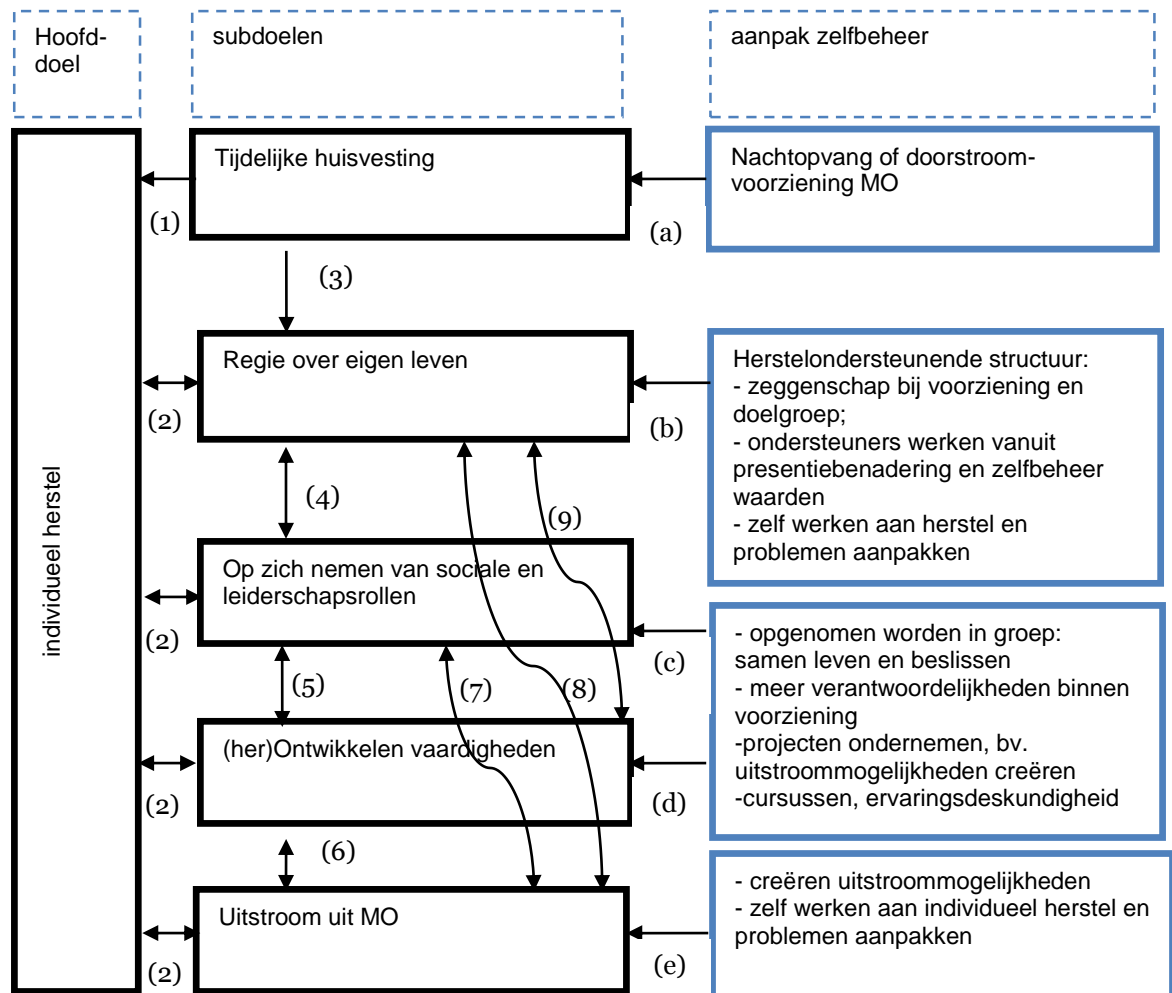 Hoofd-
doel
subdoelen
aanpak zelfbeheer
individueel herstel
Tijdelijke huisvesting
Nachtopvang of doorstroom-
voorziening MO
(1)
(a)
(3)
Regie over eigen leven
Herstelondersteunende structuur:
- zeggenschap bij voorziening en
doelgroep;
- ondersteuners werken vanuit
presentiebenadering en zelfbeheer
waarden
- zelf werken aan herstel en
problemen aanpakken
(2)
(b)
(4)
(9)
Op zich nemen van sociale en
leiderschapsrollen
(2)
(c)
- opgenomen worden in groep:
samen leven en beslissen
- meer verantwoordelijkheden binnen
voorziening
-projecten ondernemen, bv.
uitstroommogelijkheden creëren
-cursussen, ervaringsdeskundigheid
(5)
(7)
(8)
(her)Ontwikkelen vaardigheden
(2)
(d)
(6)
Uitstroom uit MO
- creëren uitstroommogelijkheden
- zelf werken aan individueel herstel en
problemen aanpakken
(2)
(e)